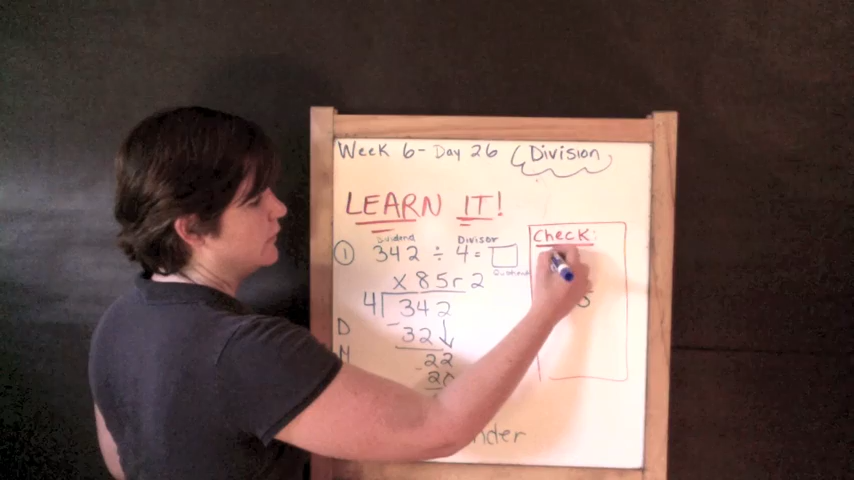 Week 6 - Day 26 Division
LEARN IT!
Dividend Divisor
① 342 ÷ 4 =
Quotient
x 85 r 2
4 342
D - 32
M 22
- 20
Check: